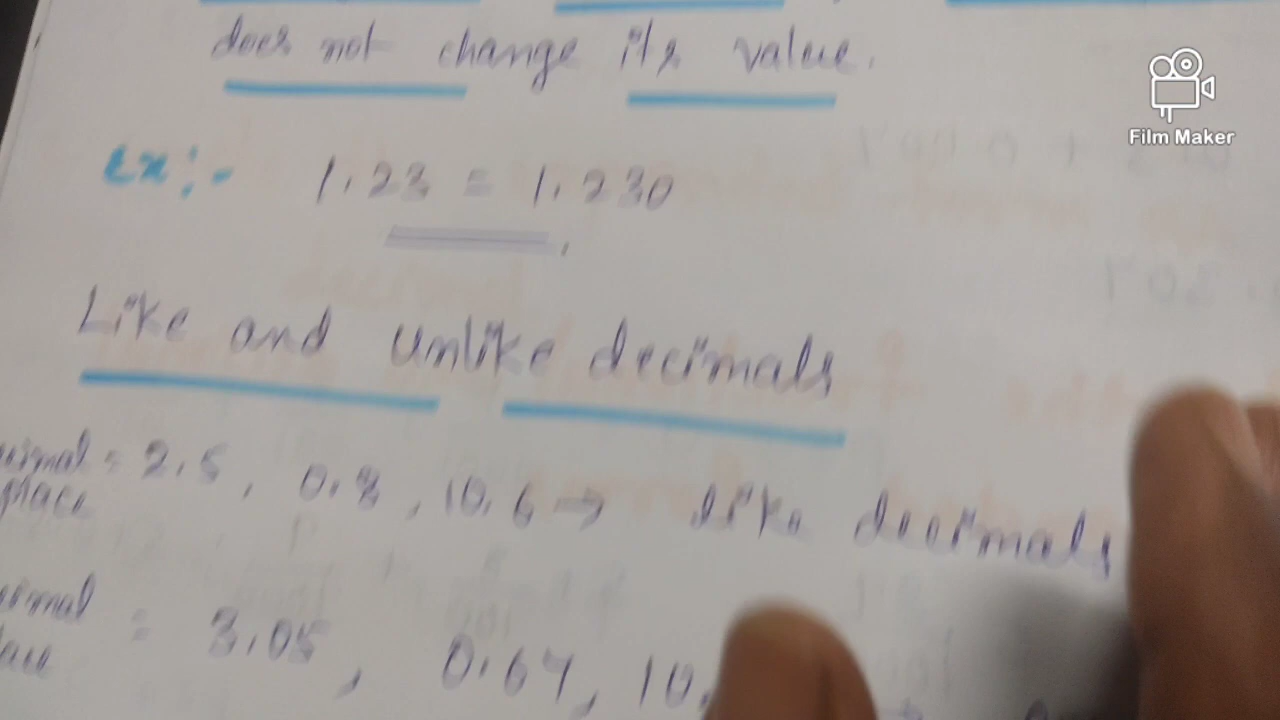 does not change its value.
Film Maker
Ex:- 1.23 = 1.230
Like and unlike decimals
= 2.5, 0.8, 10.6 → like decimals
place
= 3.05, 0.67, 10.